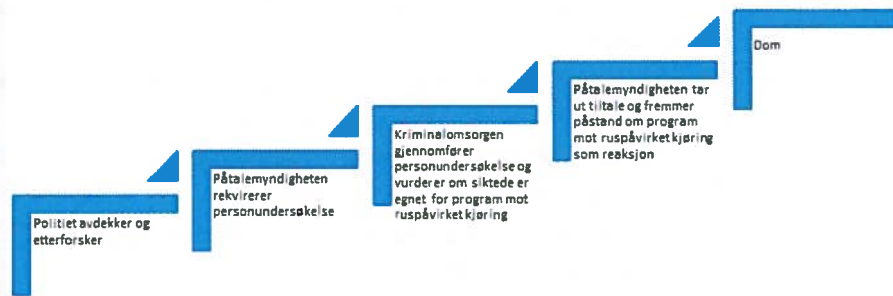 Politiet avdekker og
etterforsker
Påtalemyndigheten
rekvirerer
personundersøkelse
Kriminalomsorgen
gjennomfører
personundersøkelse og
vurderer om siktede er
egnet for program mot
ruspåvirket kjøring
Påtalemyndigheten tar
ut tiltale og fremmer
påstand om program
mot ruspåvirket kjøring
som reaksjon
Dom